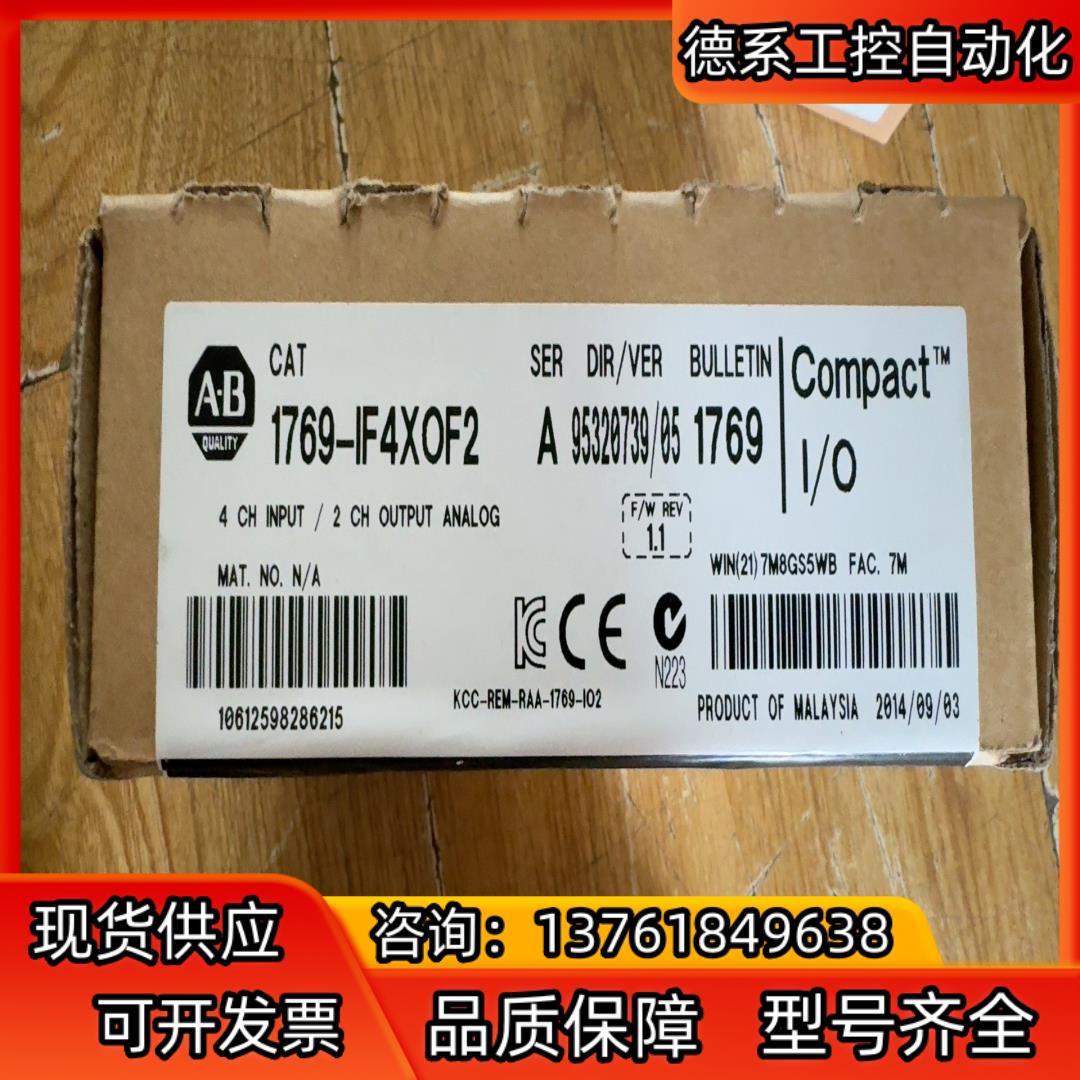 德系工控自动化
CAT SER DIR/VER BULLETIN
A-B QUALITY
1769-IF4XOF2 A 95320739/05 1769
Compact™
I/O
4 CH INPUT / 2 CH OUTPUT ANALOG
F/W REV
1.1
MAT. NO. N/A
WIN(21)7M8GS5WB FAC. 7M
CE
N223
10612598286215
KCC-REM-RAA-1769-IO2
PRODUCT OF MALAYSIA 2014/09/03
现货供应
咨询：13761849638
可开发票 品质保障 型号齐全